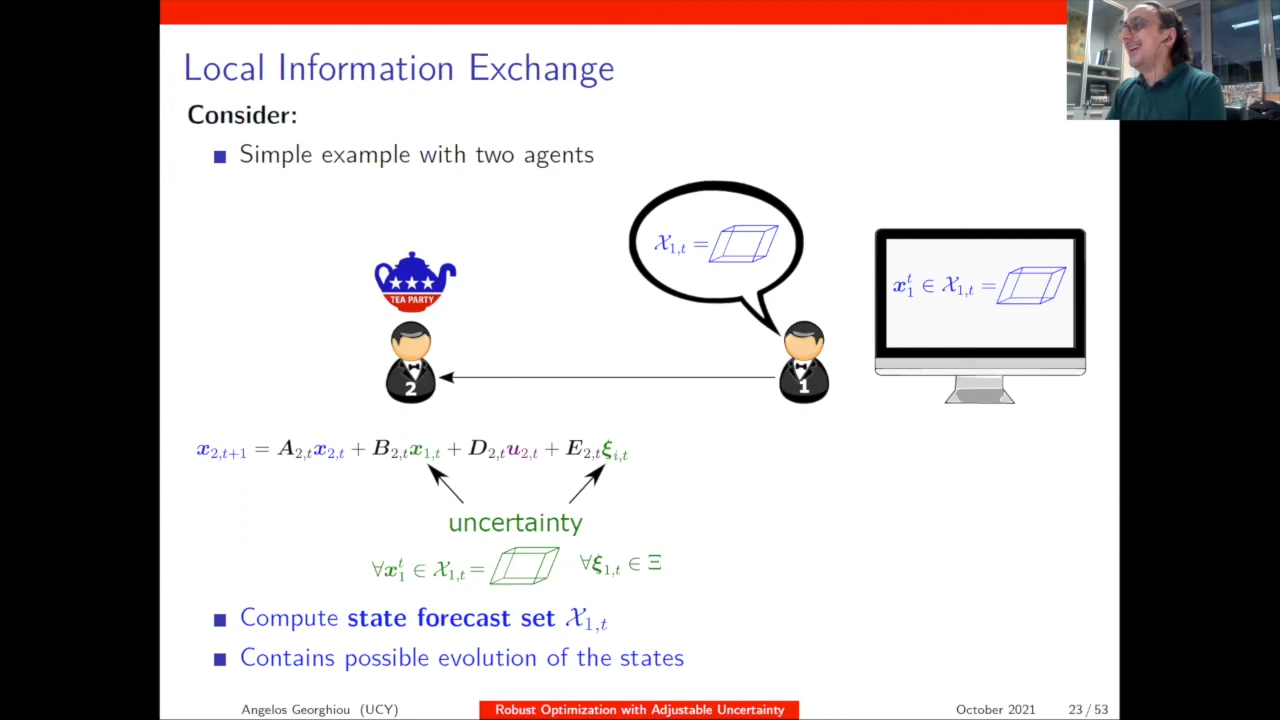 Local Information Exchange
Consider:
Simple example with two agents
𝒳₁,ₜ =
x₁ᵗ ∈ 𝒳₁,ₜ =
TEA PARTY
2
1
x₂,ₜ₊₁ = A₂,ₜx₂,ₜ + B₂,ₜx₁,ₜ + D₂,ₜu₂,ₜ + E₂,ₜξᵢ,ₜ
uncertainty
∀x₁ᵗ ∈ 𝒳₁,ₜ = ∀ξ₁,ₜ ∈ Ξ
Compute state forecast set 𝒳₁,ₜ
Contains possible evolution of the states
Angelos Georghiou (UCY) Robust Optimization with Adjustable Uncertainty October 2021 23 / 53